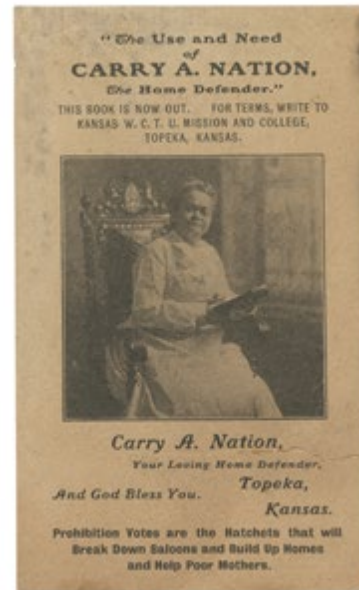 "The Use and Need
of
CARRY A. NATION,
The Home Defender."
THIS BOOK IS NOW OUT. FOR TERMS, WRITE TO
KANSAS W. C. T. U. MISSION AND COLLEGE,
TOPEKA, KANSAS.
Carry A. Nation,
Your Loving Home Defender,
And God Bless You.
Topeka,
Kansas.
Prohibition Votes are the Hatchets that will
Break Down Saloons and Build Up Homes
and Help Poor Mothers.